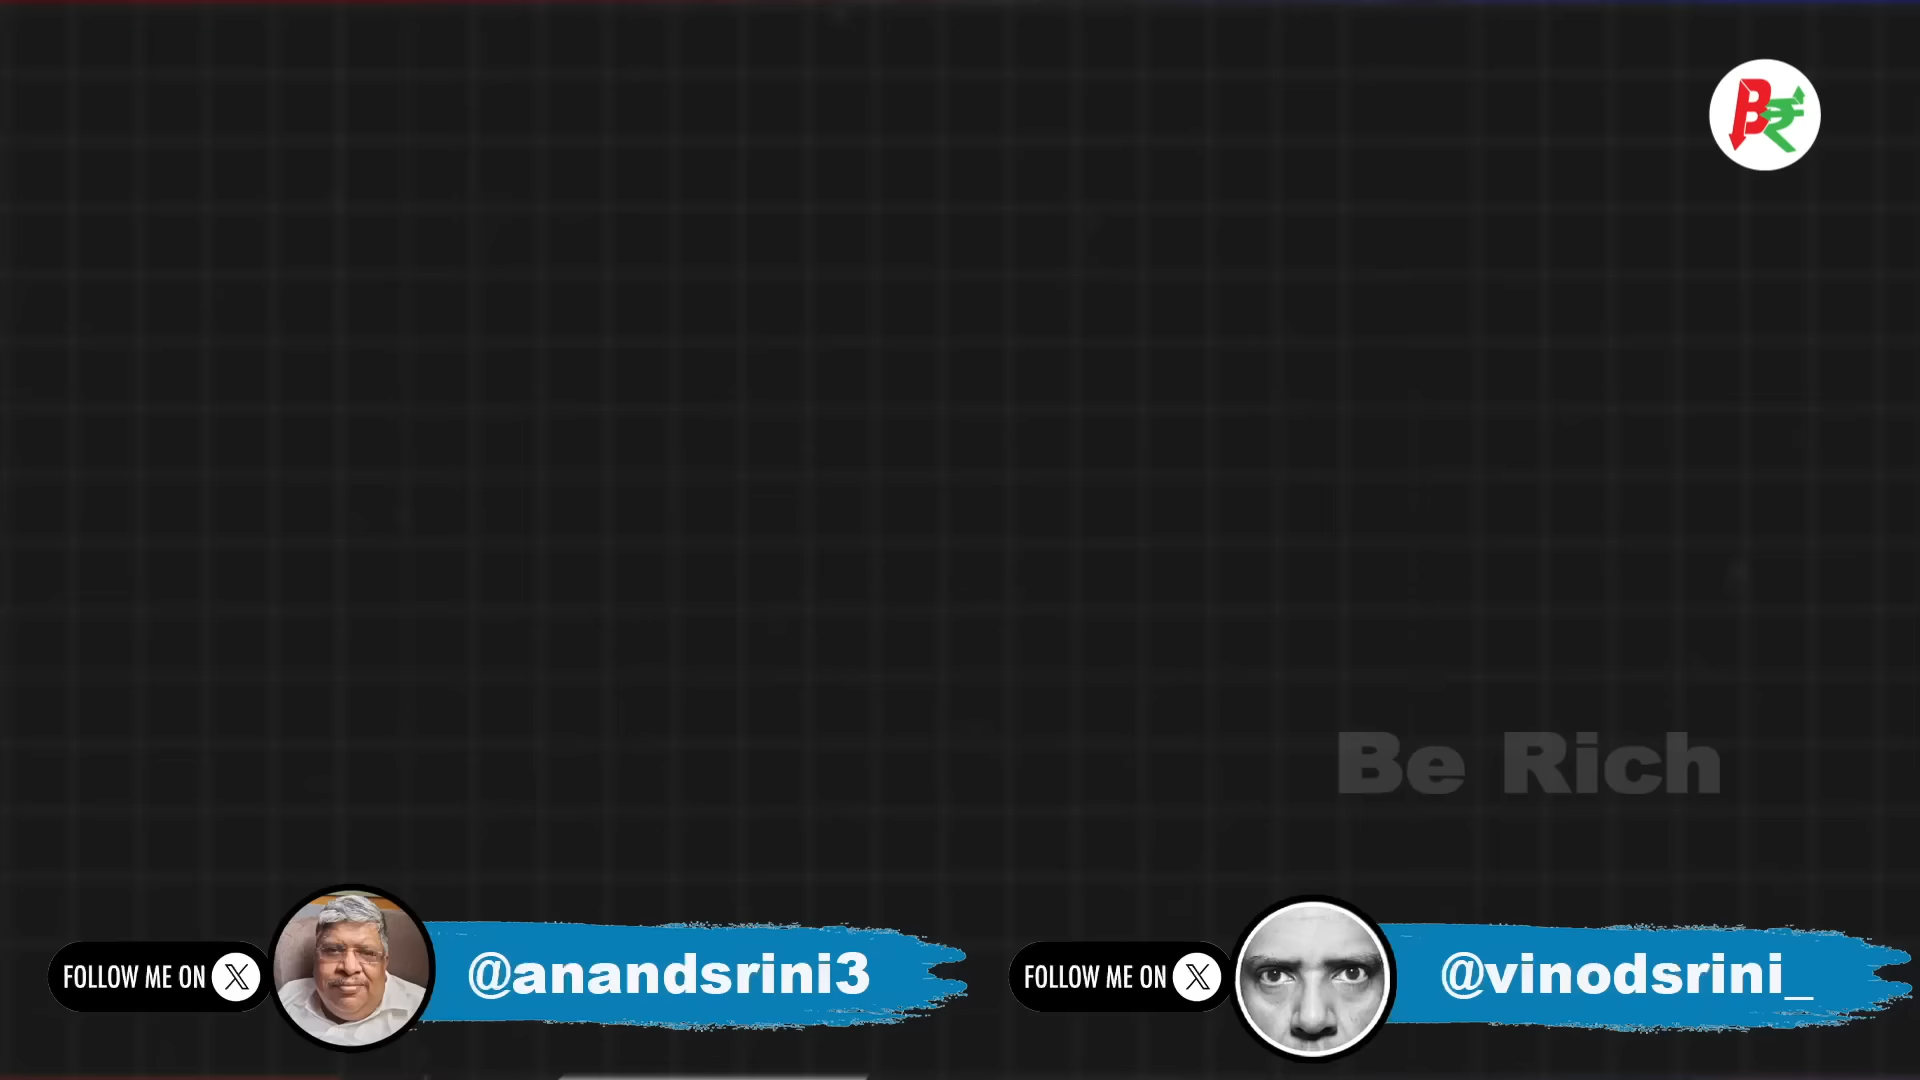 Be Rich
FOLLOW ME ON X @anandsrini3
FOLLOW ME ON X @vinodsrini_